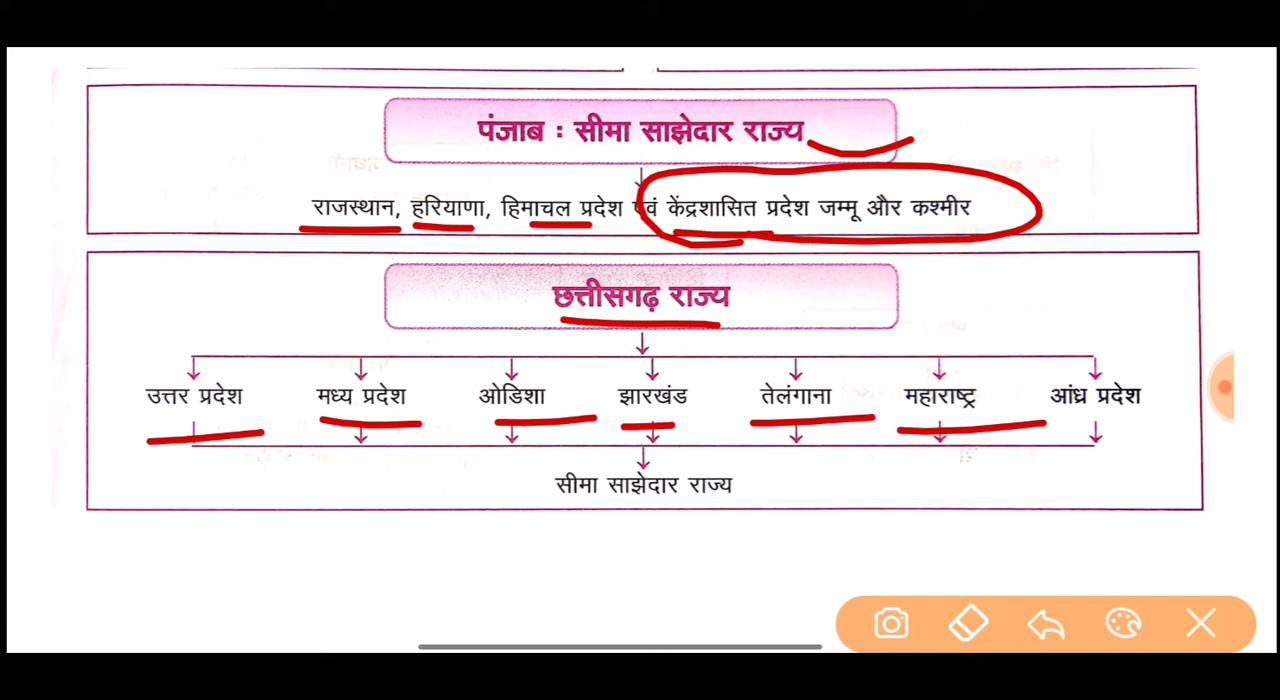 पंजाब : सीमा साझेदार राज्य
राजस्थान, हरियाणा, हिमाचल प्रदेश एवं केंद्रशासित प्रदेश जम्मू और कश्मीर
छत्तीसगढ़ राज्य
उत्तर प्रदेश मध्य प्रदेश ओडिशा झारखंड तेलंगाना महाराष्ट्र आंध्र प्रदेश
सीमा साझेदार राज्य